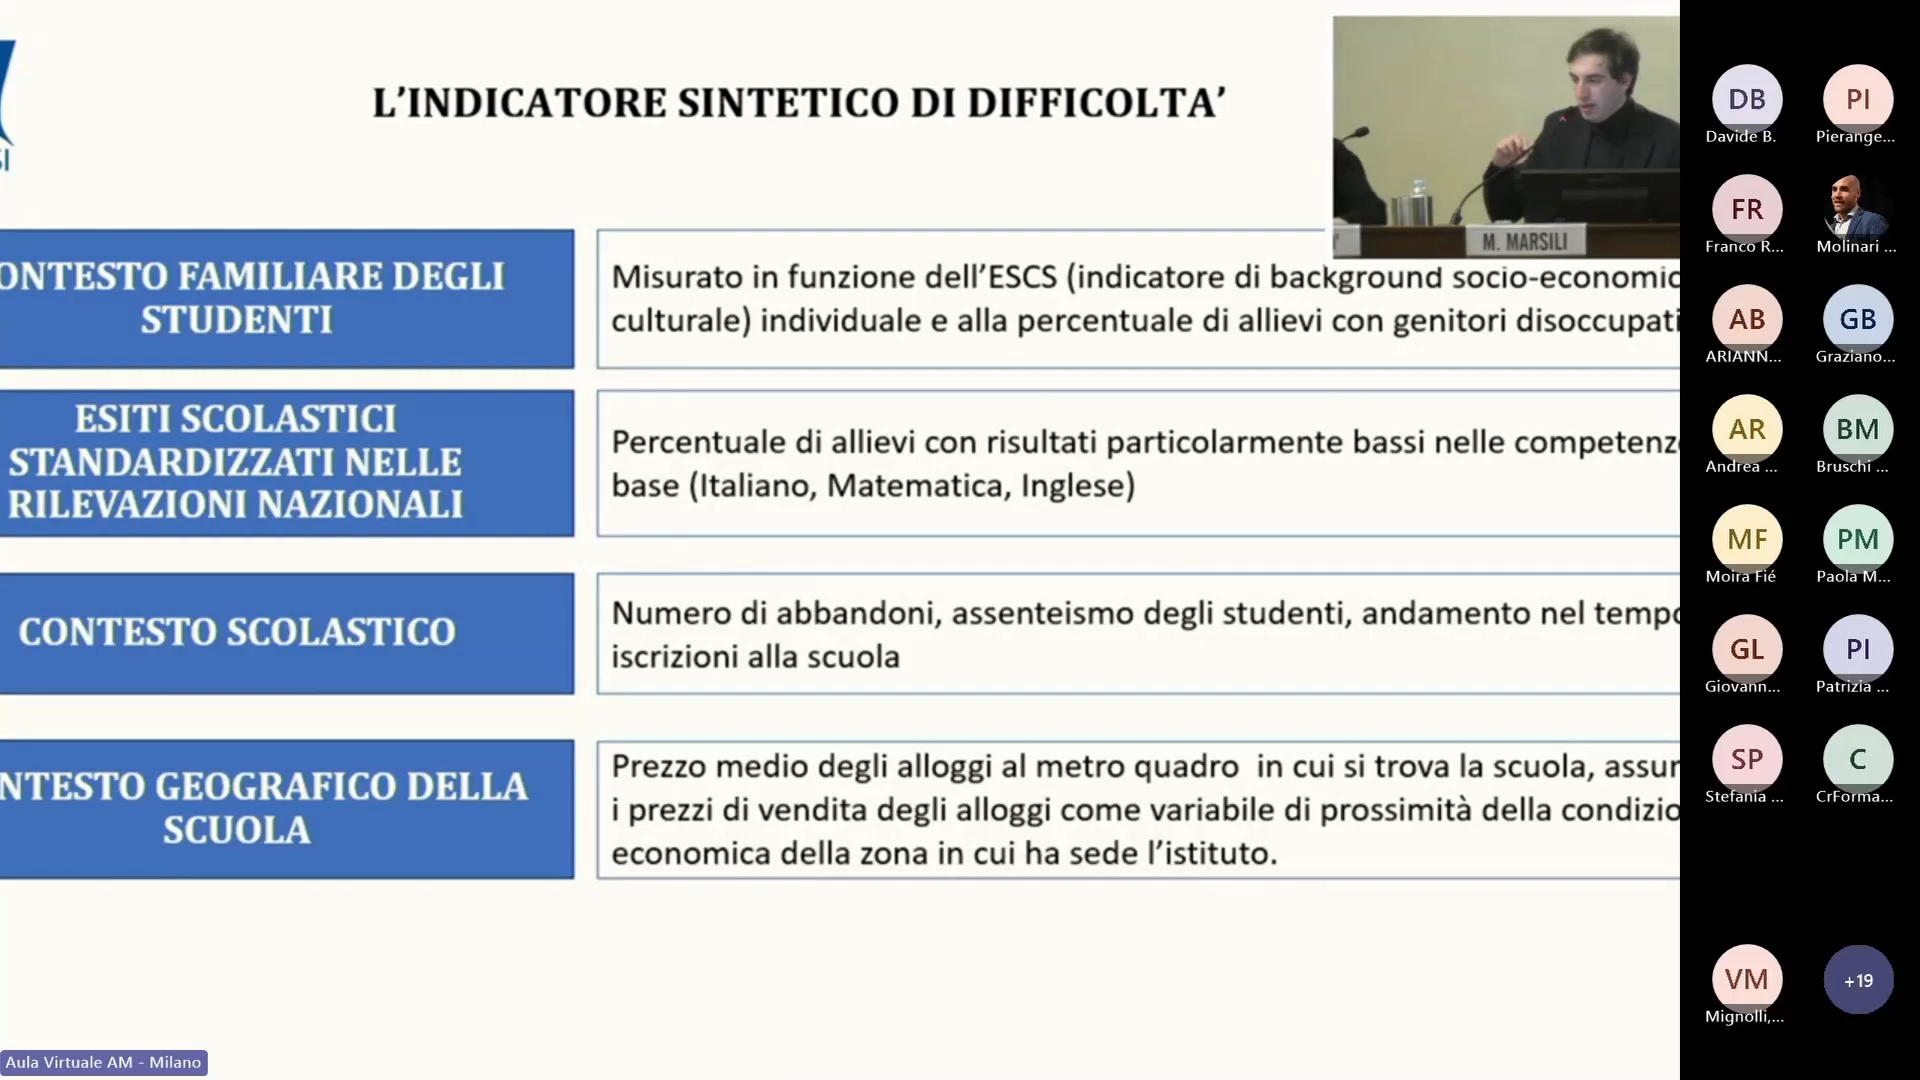 SI
L’INDICATORE SINTETICO DI DIFFICOLTA’
M. MARSILI
ONTESTO FAMILIARE DEGLI
STUDENTI
Misurato in funzione dell’ESCS (indicatore di background socio-economic
culturale) individuale e alla percentuale di allievi con genitori disoccupati
ESITI SCOLASTICI
STANDARDIZZATI NELLE
RILEVAZIONI NAZIONALI
Percentuale di allievi con risultati particolarmente bassi nelle competenz
base (Italiano, Matematica, Inglese)
CONTESTO SCOLASTICO
Numero di abbandoni, assenteismo degli studenti, andamento nel temp
iscrizioni alla scuola
NTESTO GEOGRAFICO DELLA
SCUOLA
Prezzo medio degli alloggi al metro quadro in cui si trova la scuola, assu
i prezzi di vendita degli alloggi come variabile di prossimità della condizio
economica della zona in cui ha sede l’istituto.
Aula Virtuale AM - Milano
DB
Davide B.
PI
Pierange...
FR
Franco R...
Molinari ...
AB
ARIANN...
GB
Graziano...
AR
Andrea ...
BM
Bruschi ...
MF
Moira Fié
PM
Paola M...
GL
Giovann...
PI
Patrizia ...
SP
Stefania ...
C
CrForma...
VM
Mignolli,...
+19